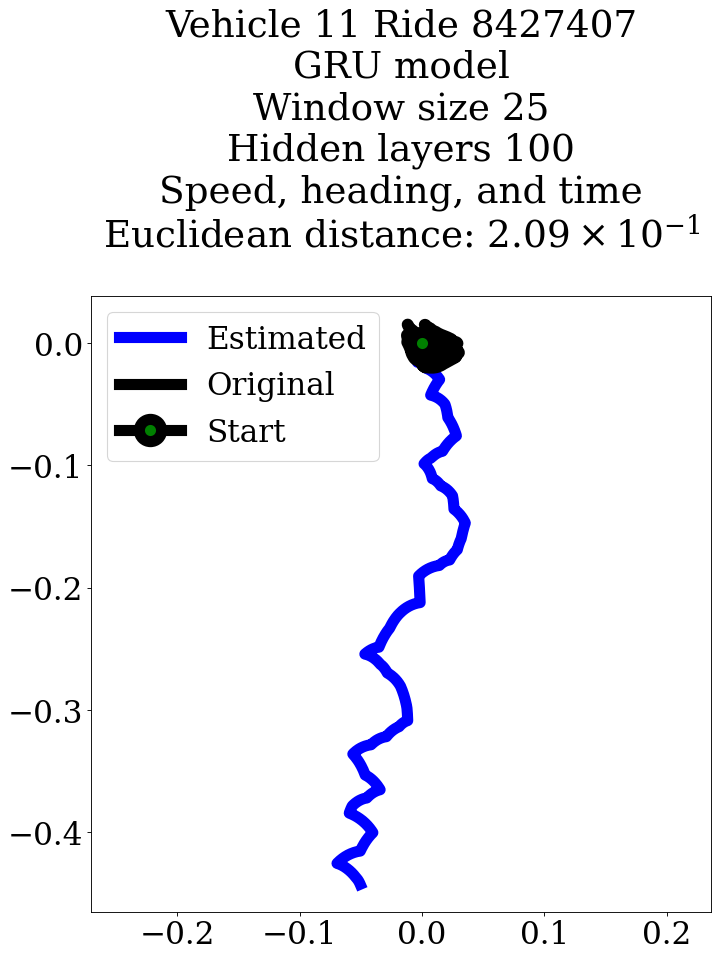 Vehicle 11 Ride 8427407
GRU model
Window size 25
Hidden layers 100
Speed, heading, and time
Euclidean distance: 2.09 × 10⁻¹
Estimated
Original
Start
0.0
−0.1
−0.2
−0.3
−0.4
−0.2
−0.1
0.0
0.1
0.2